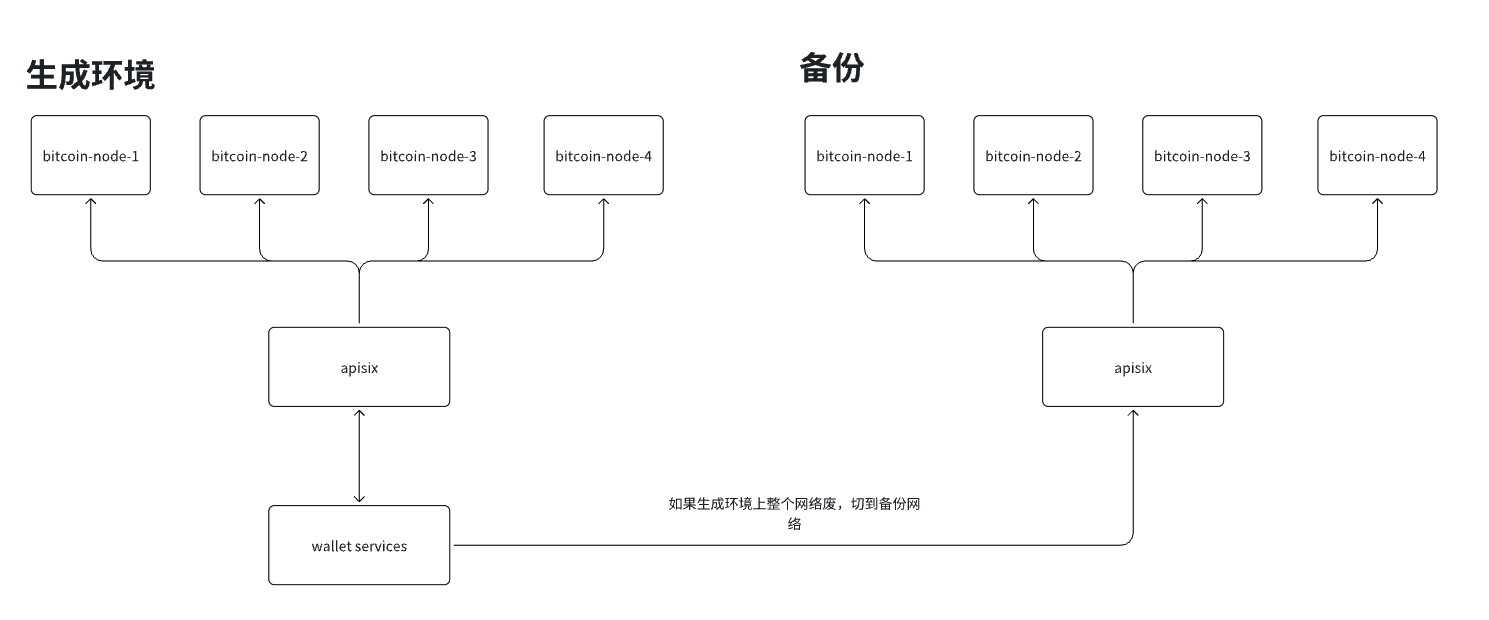 生成环境
备份
bitcoin-node-1
bitcoin-node-2
bitcoin-node-3
bitcoin-node-4
bitcoin-node-1
bitcoin-node-2
bitcoin-node-3
bitcoin-node-4
apisix
apisix
如果生成环境上整个网络废，切到备份网
络
wallet services